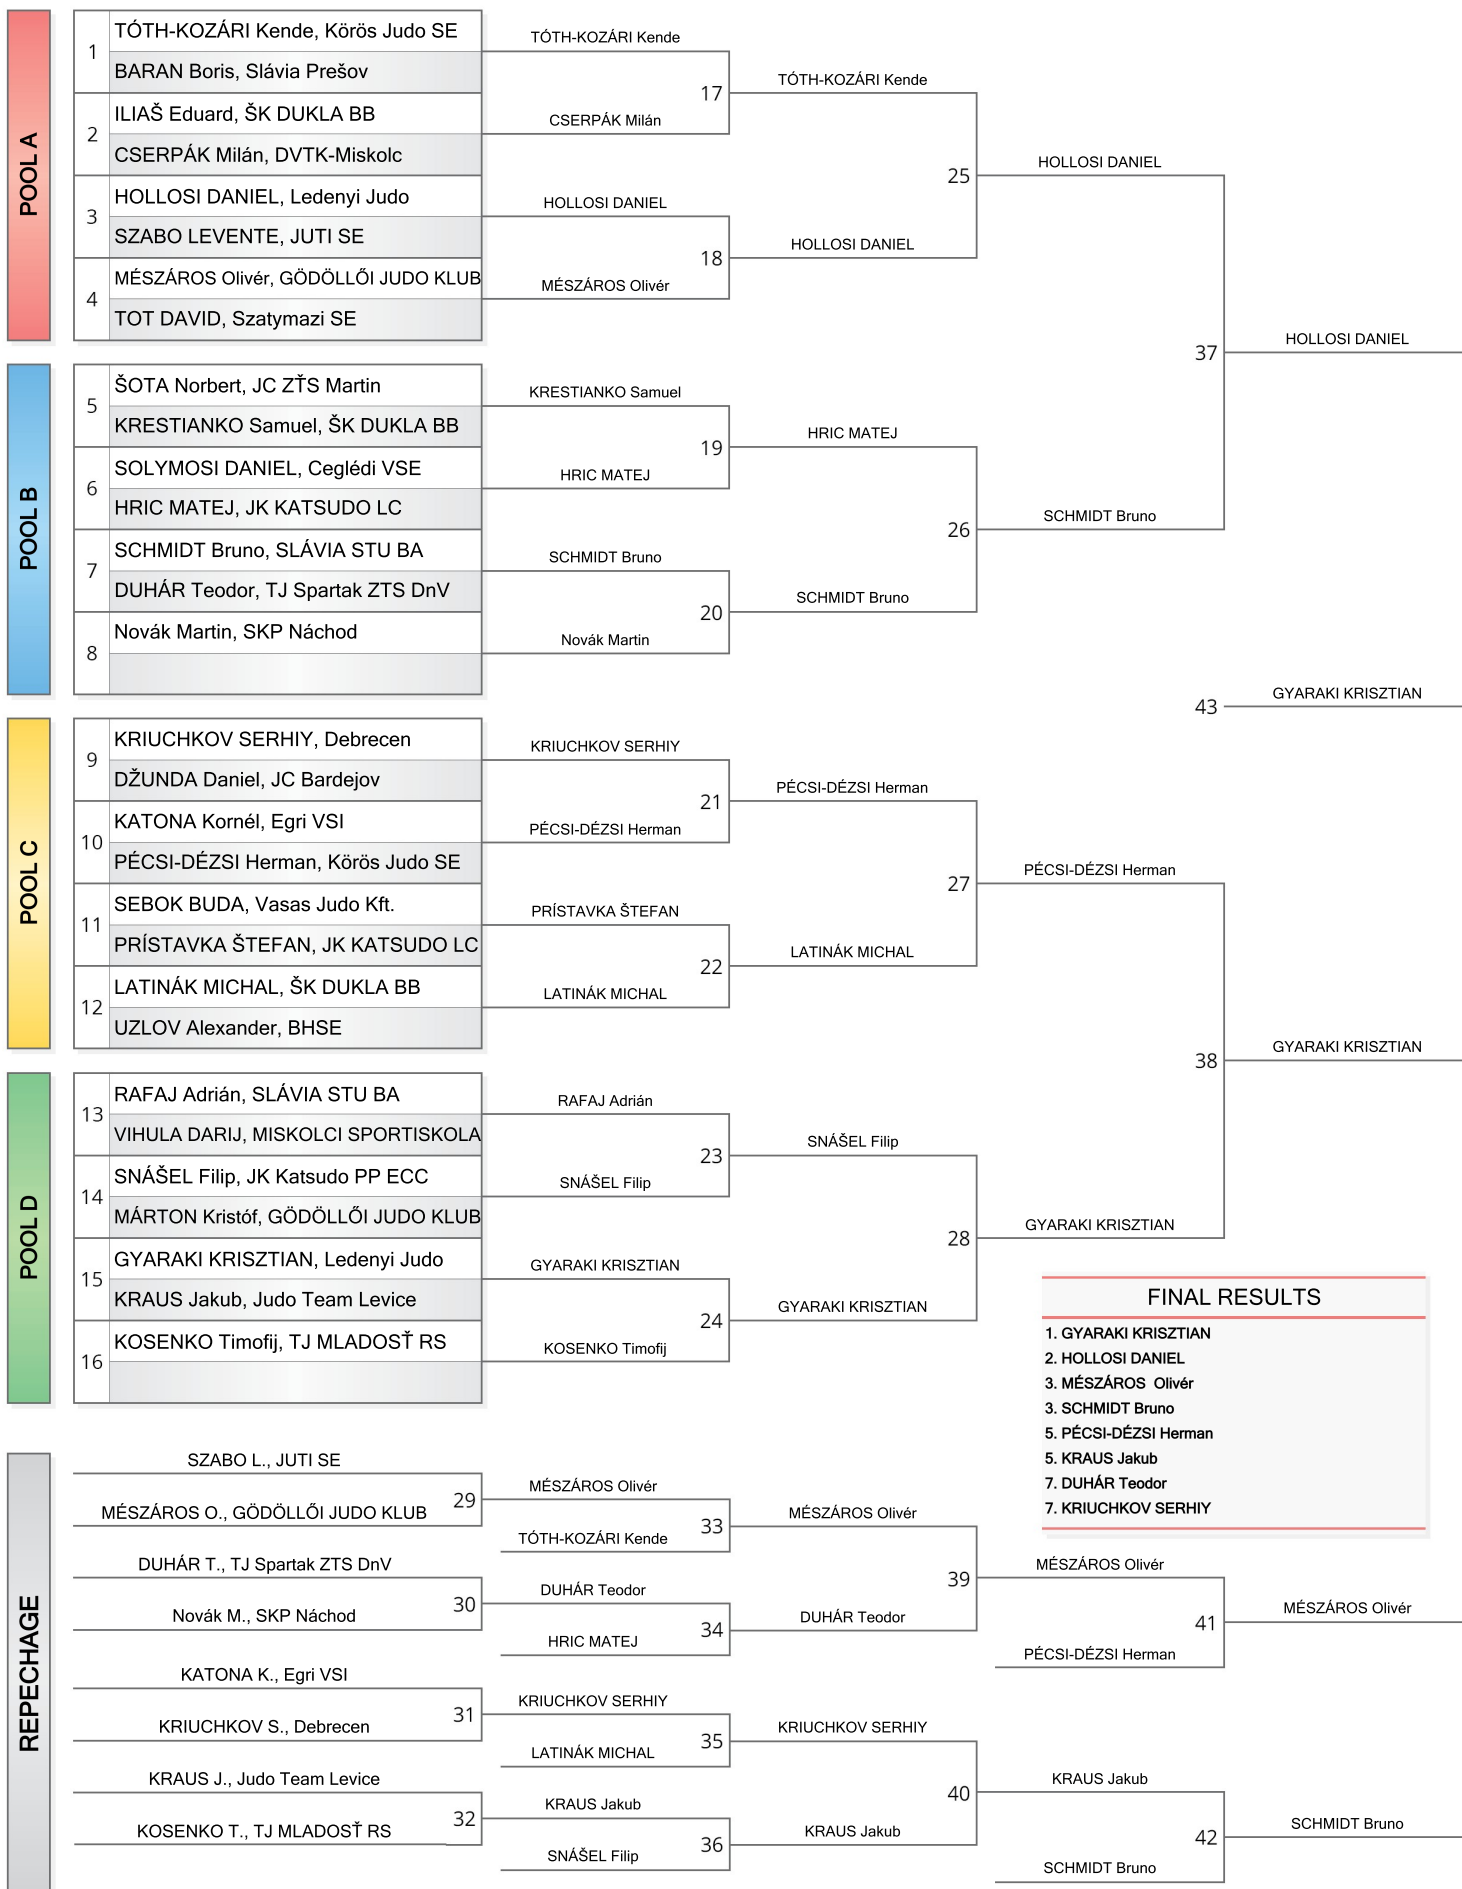 POOL A
1
TÓTH-KOZÁRI Kende, Körös Judo SE
BARAN Boris, Slávia Prešov
2
ILIAŠ Eduard, ŠK DUKLA BB
CSERPÁK Milán, DVTK-Miskolc
3
HOLLOSI DANIEL, Ledenyi Judo
SZABO LEVENTE, JUTI SE
4
MÉSZÁROS Olivér, GÖDÖLLŐI JUDO KLUB
TOT DAVID, Szatymazi SE
TÓTH-KOZÁRI Kende
17
CSERPÁK Milán
HOLLOSI DANIEL
18
MÉSZÁROS Olivér
TÓTH-KOZÁRI Kende
25
HOLLOSI DANIEL
HOLLOSI DANIEL
POOL B
5
ŠOTA Norbert, JC ZŤS Martin
KRESTIANKO Samuel, ŠK DUKLA BB
6
SOLYMOSI DANIEL, Ceglédi VSE
HRIC MATEJ, JK KATSUDO LC
7
SCHMIDT Bruno, SLÁVIA STU BA
DUHÁR Teodor, TJ Spartak ZTS DnV
8
Novák Martin, SKP Náchod
KRESTIANKO Samuel
19
HRIC MATEJ
SCHMIDT Bruno
20
Novák Martin
HRIC MATEJ
26
SCHMIDT Bruno
SCHMIDT Bruno
37
HOLLOSI DANIEL
43
GYARAKI KRISZTIAN
POOL C
9
KRIUCHKOV SERHIY, Debrecen
DŽUNDA Daniel, JC Bardejov
10
KATONA Kornél, Egri VSI
PÉCSI-DÉZSI Herman, Körös Judo SE
11
SEBOK BUDA, Vasas Judo Kft.
PRÍSTAVKA ŠTEFAN, JK KATSUDO LC
12
LATINÁK MICHAL, ŠK DUKLA BB
UZLOV Alexander, BHSE
KRIUCHKOV SERHIY
21
PÉCSI-DÉZSI Herman
PRÍSTAVKA ŠTEFAN
22
LATINÁK MICHAL
PÉCSI-DÉZSI Herman
27
LATINÁK MICHAL
PÉCSI-DÉZSI Herman
POOL D
13
RAFAJ Adrián, SLÁVIA STU BA
VIHULA DARIJ, MISKOLCI SPORTISKOLA
14
SNÁŠEL Filip, JK Katsudo PP ECC
MÁRTON Kristóf, GÖDÖLLŐI JUDO KLUB
15
GYARAKI KRISZTIAN, Ledenyi Judo
KRAUS Jakub, Judo Team Levice
16
KOSENKO Timofij, TJ MLADOSŤ RS
RAFAJ Adrián
23
SNÁŠEL Filip
GYARAKI KRISZTIAN
24
KOSENKO Timofij
SNÁŠEL Filip
28
GYARAKI KRISZTIAN
GYARAKI KRISZTIAN
38
GYARAKI KRISZTIAN
FINAL RESULTS
1. GYARAKI KRISZTIAN
2. HOLLOSI DANIEL
3. MÉSZÁROS  Olivér
3. SCHMIDT Bruno
5. PÉCSI-DÉZSI Herman
5. KRAUS Jakub
7. DUHÁR Teodor
7. KRIUCHKOV SERHIY
REPECHAGE
SZABO L., JUTI SE
29
MÉSZÁROS O., GÖDÖLLŐI JUDO KLUB
DUHÁR T., TJ Spartak ZTS DnV
30
Novák M., SKP Náchod
KATONA K., Egri VSI
31
KRIUCHKOV S., Debrecen
KRAUS J., Judo Team Levice
32
KOSENKO T., TJ MLADOSŤ RS
MÉSZÁROS Olivér
33
TÓTH-KOZÁRI Kende
DUHÁR Teodor
34
HRIC MATEJ
KRIUCHKOV SERHIY
35
LATINÁK MICHAL
KRAUS Jakub
36
SNÁŠEL Filip
MÉSZÁROS Olivér
39
DUHÁR Teodor
KRIUCHKOV SERHIY
40
KRAUS Jakub
MÉSZÁROS Olivér
41
PÉCSI-DÉZSI Herman
KRAUS Jakub
42
SCHMIDT Bruno
MÉSZÁROS Olivér
SCHMIDT Bruno